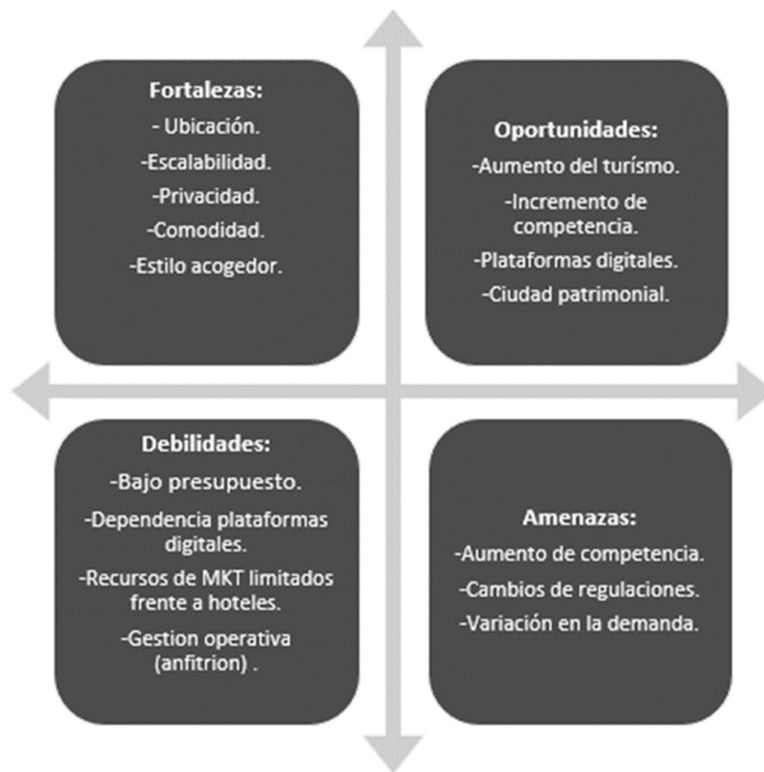 Fortalezas:
- Ubicación.
-Escalabilidad.
-Privacidad.
-Comodidad.
-Estilo acogedor.
Oportunidades:
-Aumento del turísmo.
-Incremento de
competencia.
-Plataformas digitales.
-Ciudad patrimonial.
Debilidades:
-Bajo presupuesto.
-Dependencia plataformas
digitales.
-Recursos de MKT limitados
frente a hoteles.
-Gestion operativa
(anfitrion) .
Amenazas:
-Aumento de competencia.
-Cambios de regulaciones.
-Variación en la demanda.